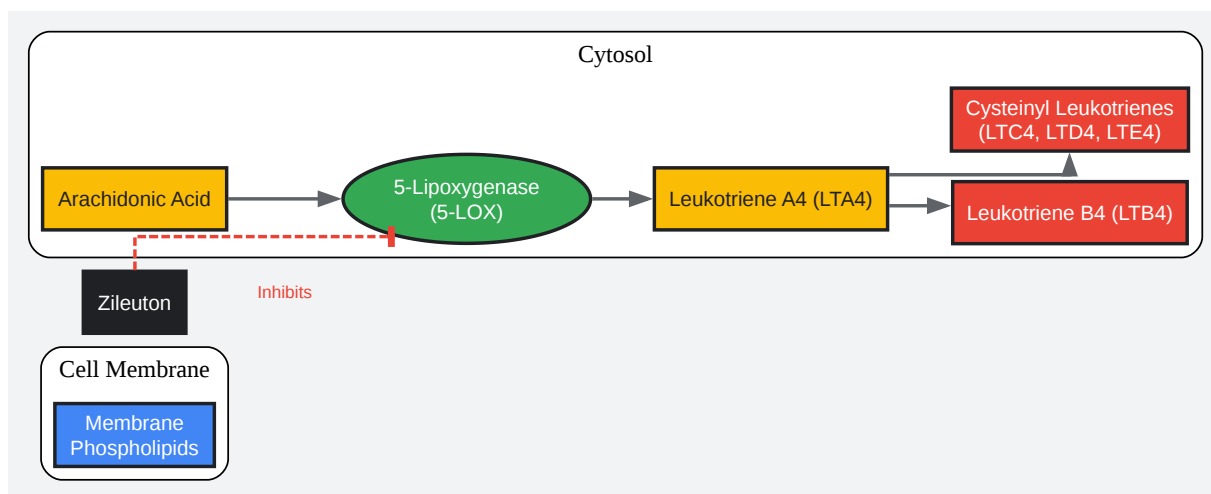 Cytosol
Cysteinyl Leukotrienes
(LTC4, LTD4, LTE4)
Arachidonic Acid
5-Lipoxygenase
(5-LOX)
Leukotriene A4 (LTA4)
Leukotriene B4 (LTB4)
Zileuton
Inhibits
Cell Membrane
Membrane
Phospholipids